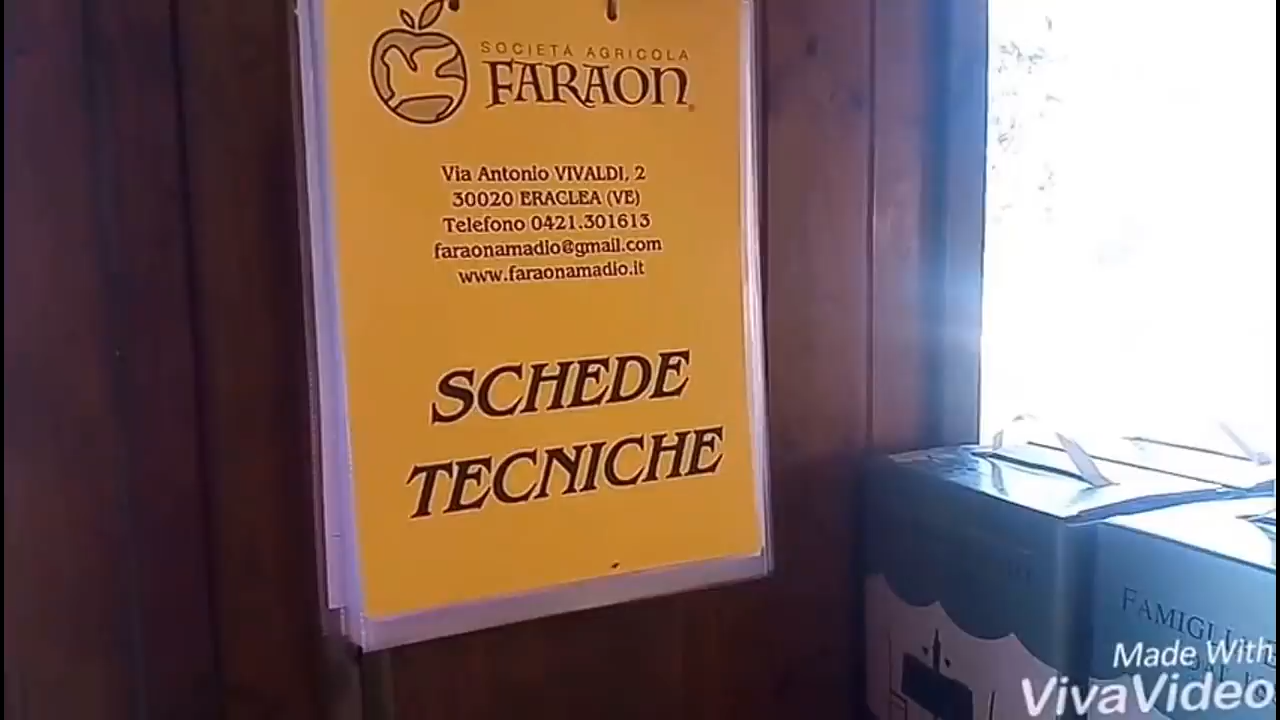 SOCIETÀ AGRICOLA
FARAON
Via Antonio VIVALDI, 2
30020 ERACLEA (VE)
Telefono 0421.301613
faraonamadio@gmail.com
www.faraonamadio.it
SCHEDE
TECNICHE
Made With
VivaVideo